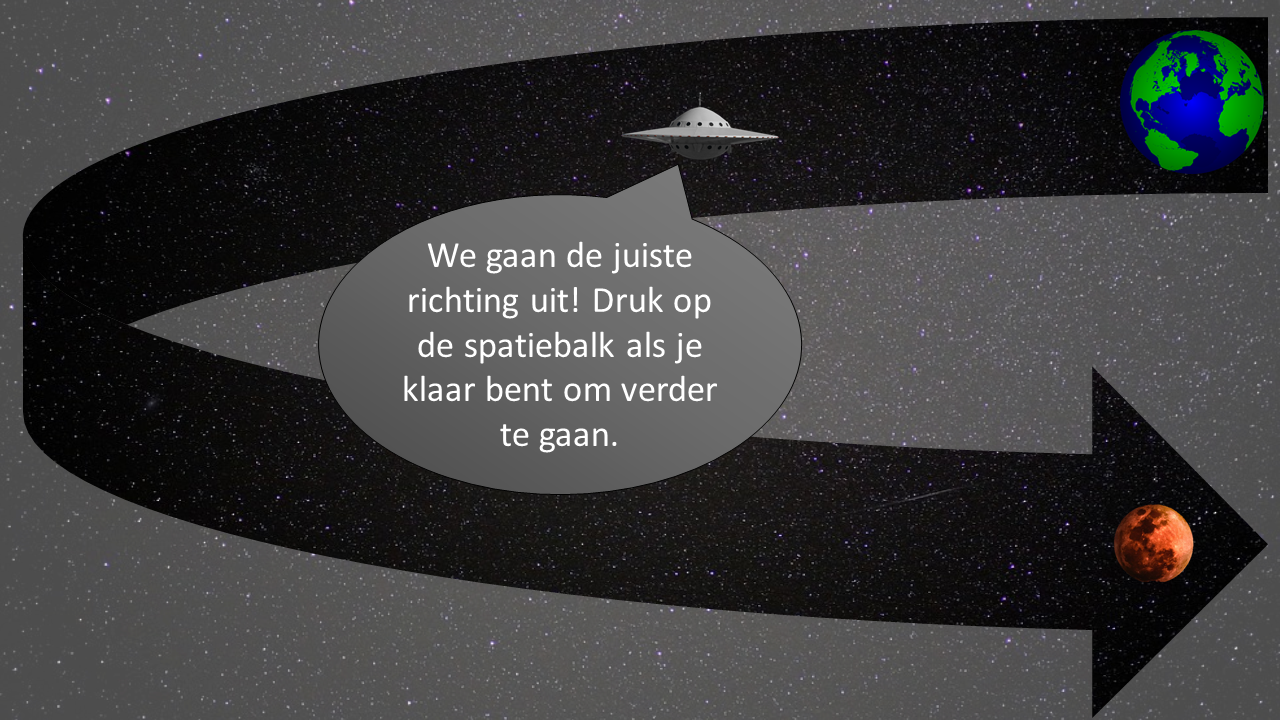 We gaan de juiste
richting uit! Druk op
de spatiebalk als je
klaar bent om verder
te gaan.